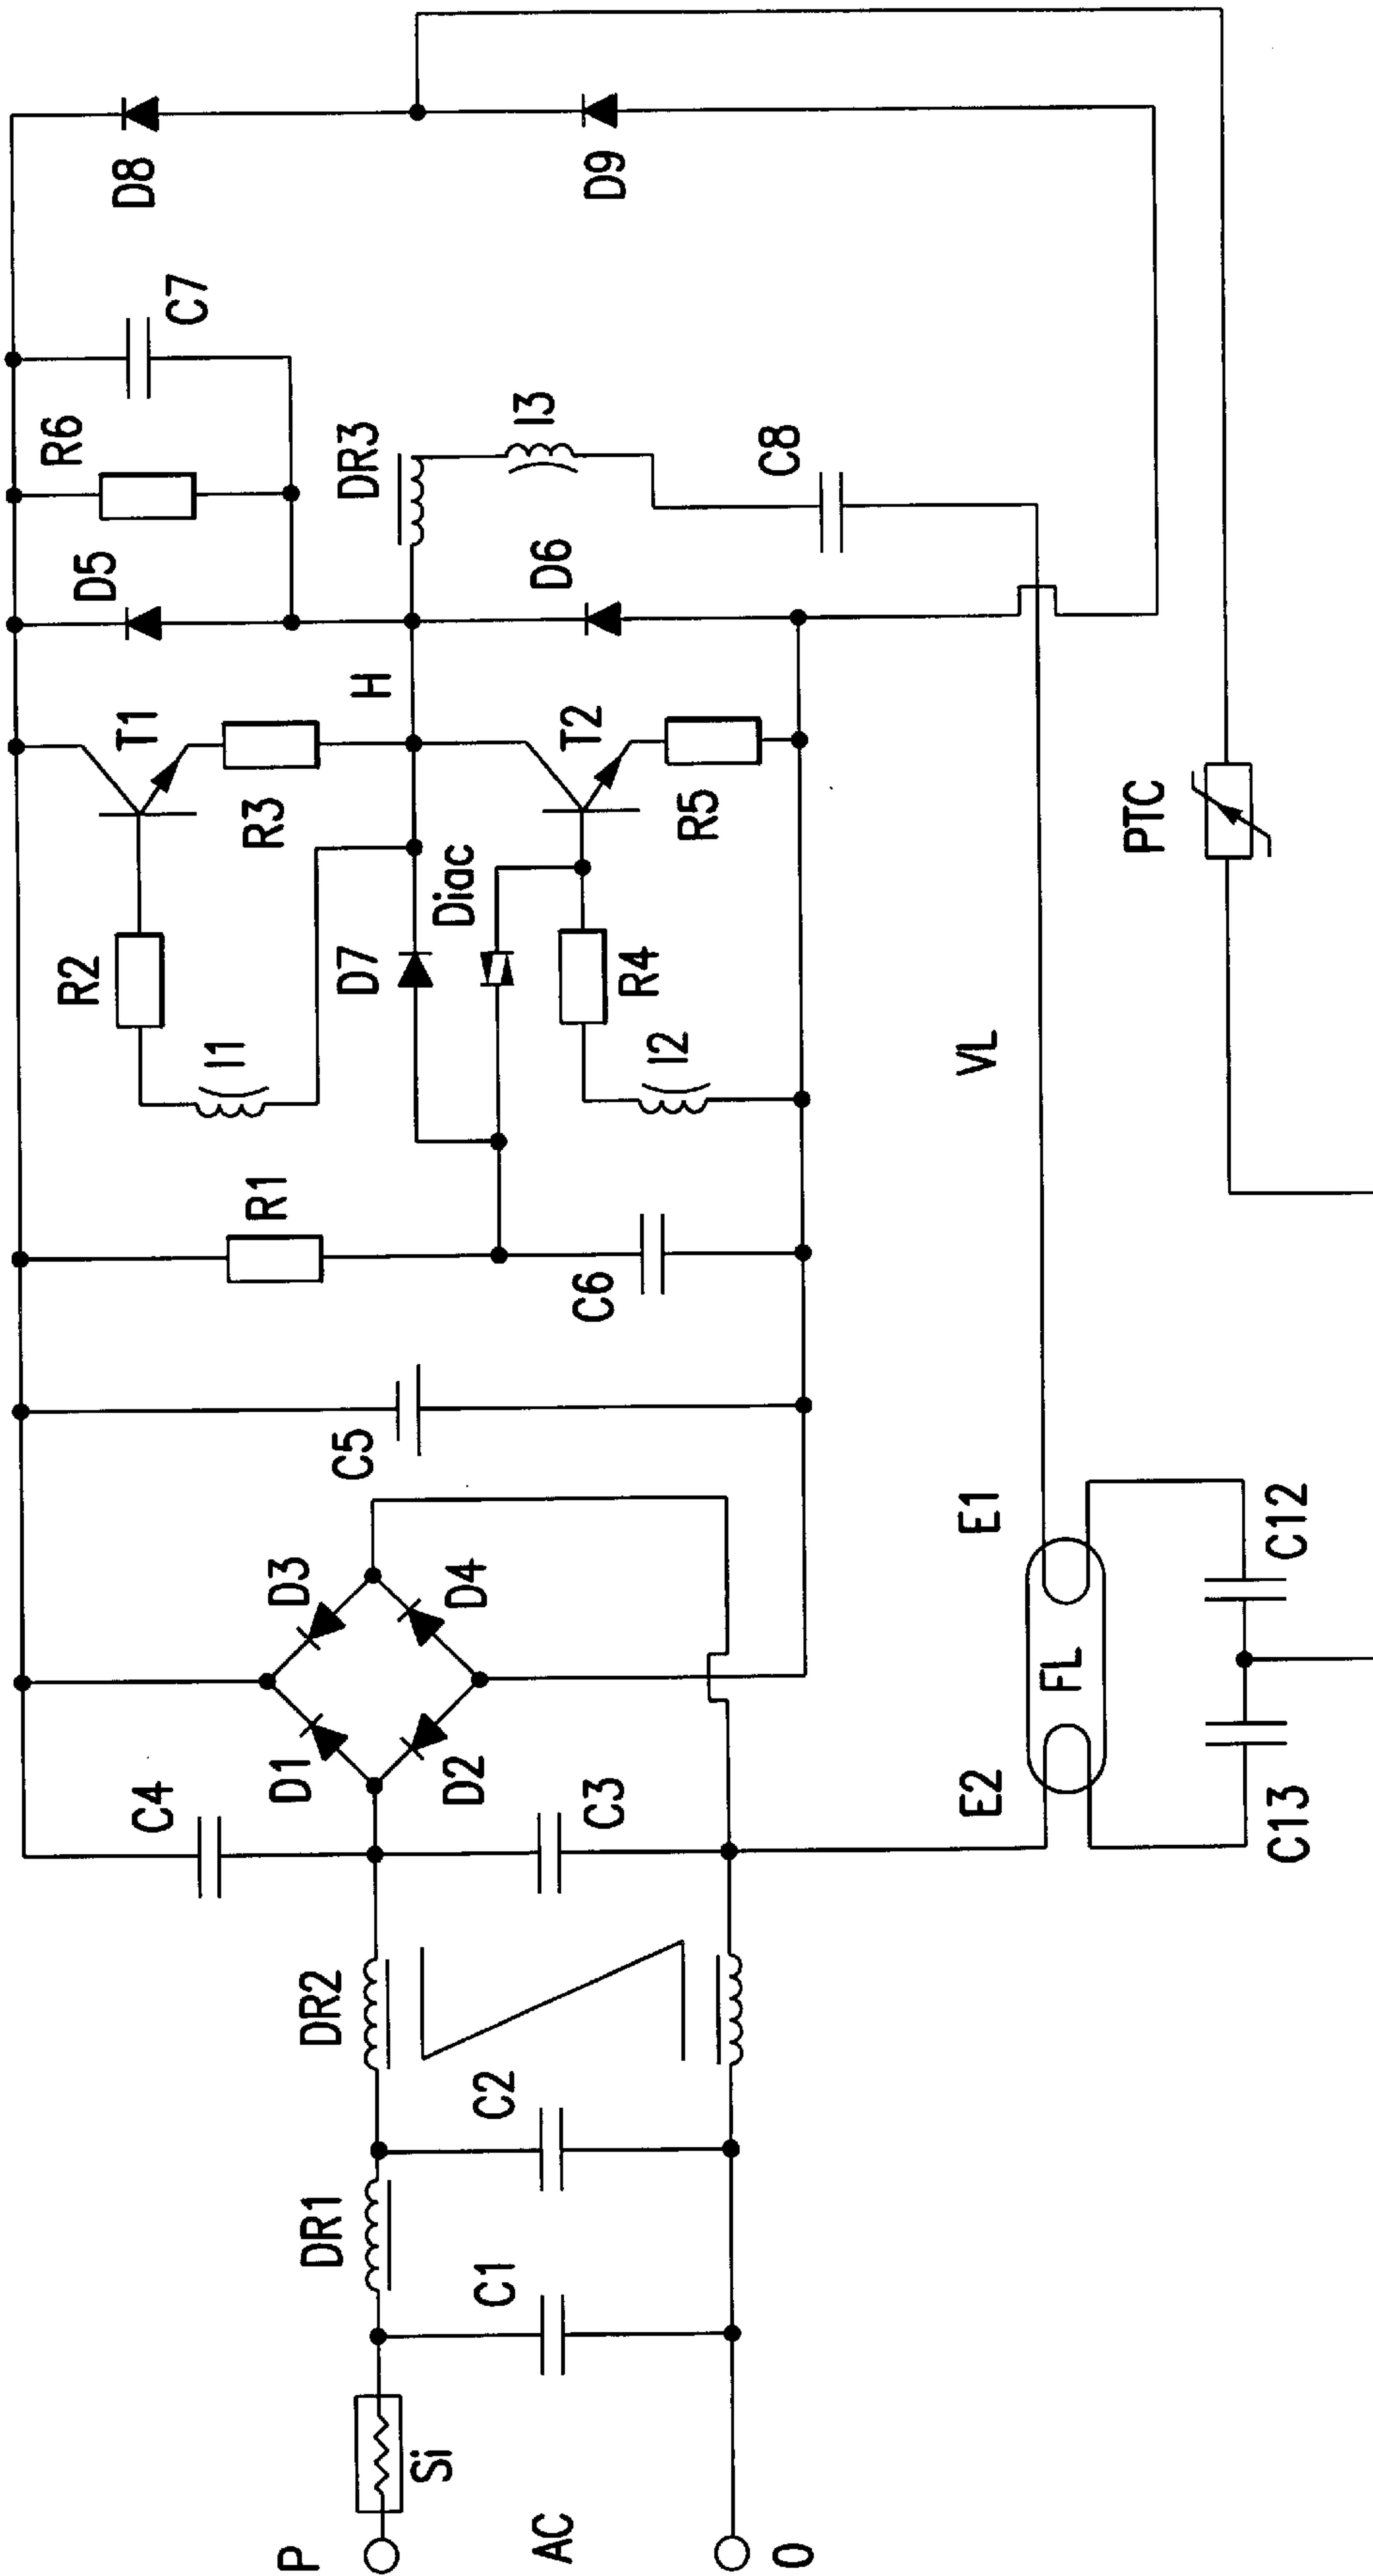 P
AC
O
Si
DR1
C1
C2
DR2
C4
C3
D1
D2
D3
D4
C5
R1
C6
I1
R2
T1
R3
D7
Diac
I2
R4
T2
R5
H
D5
D6
R6
C7
DR3
I3
C8
D8
D9
VL
E2
FL
E1
C13
C12
PTC